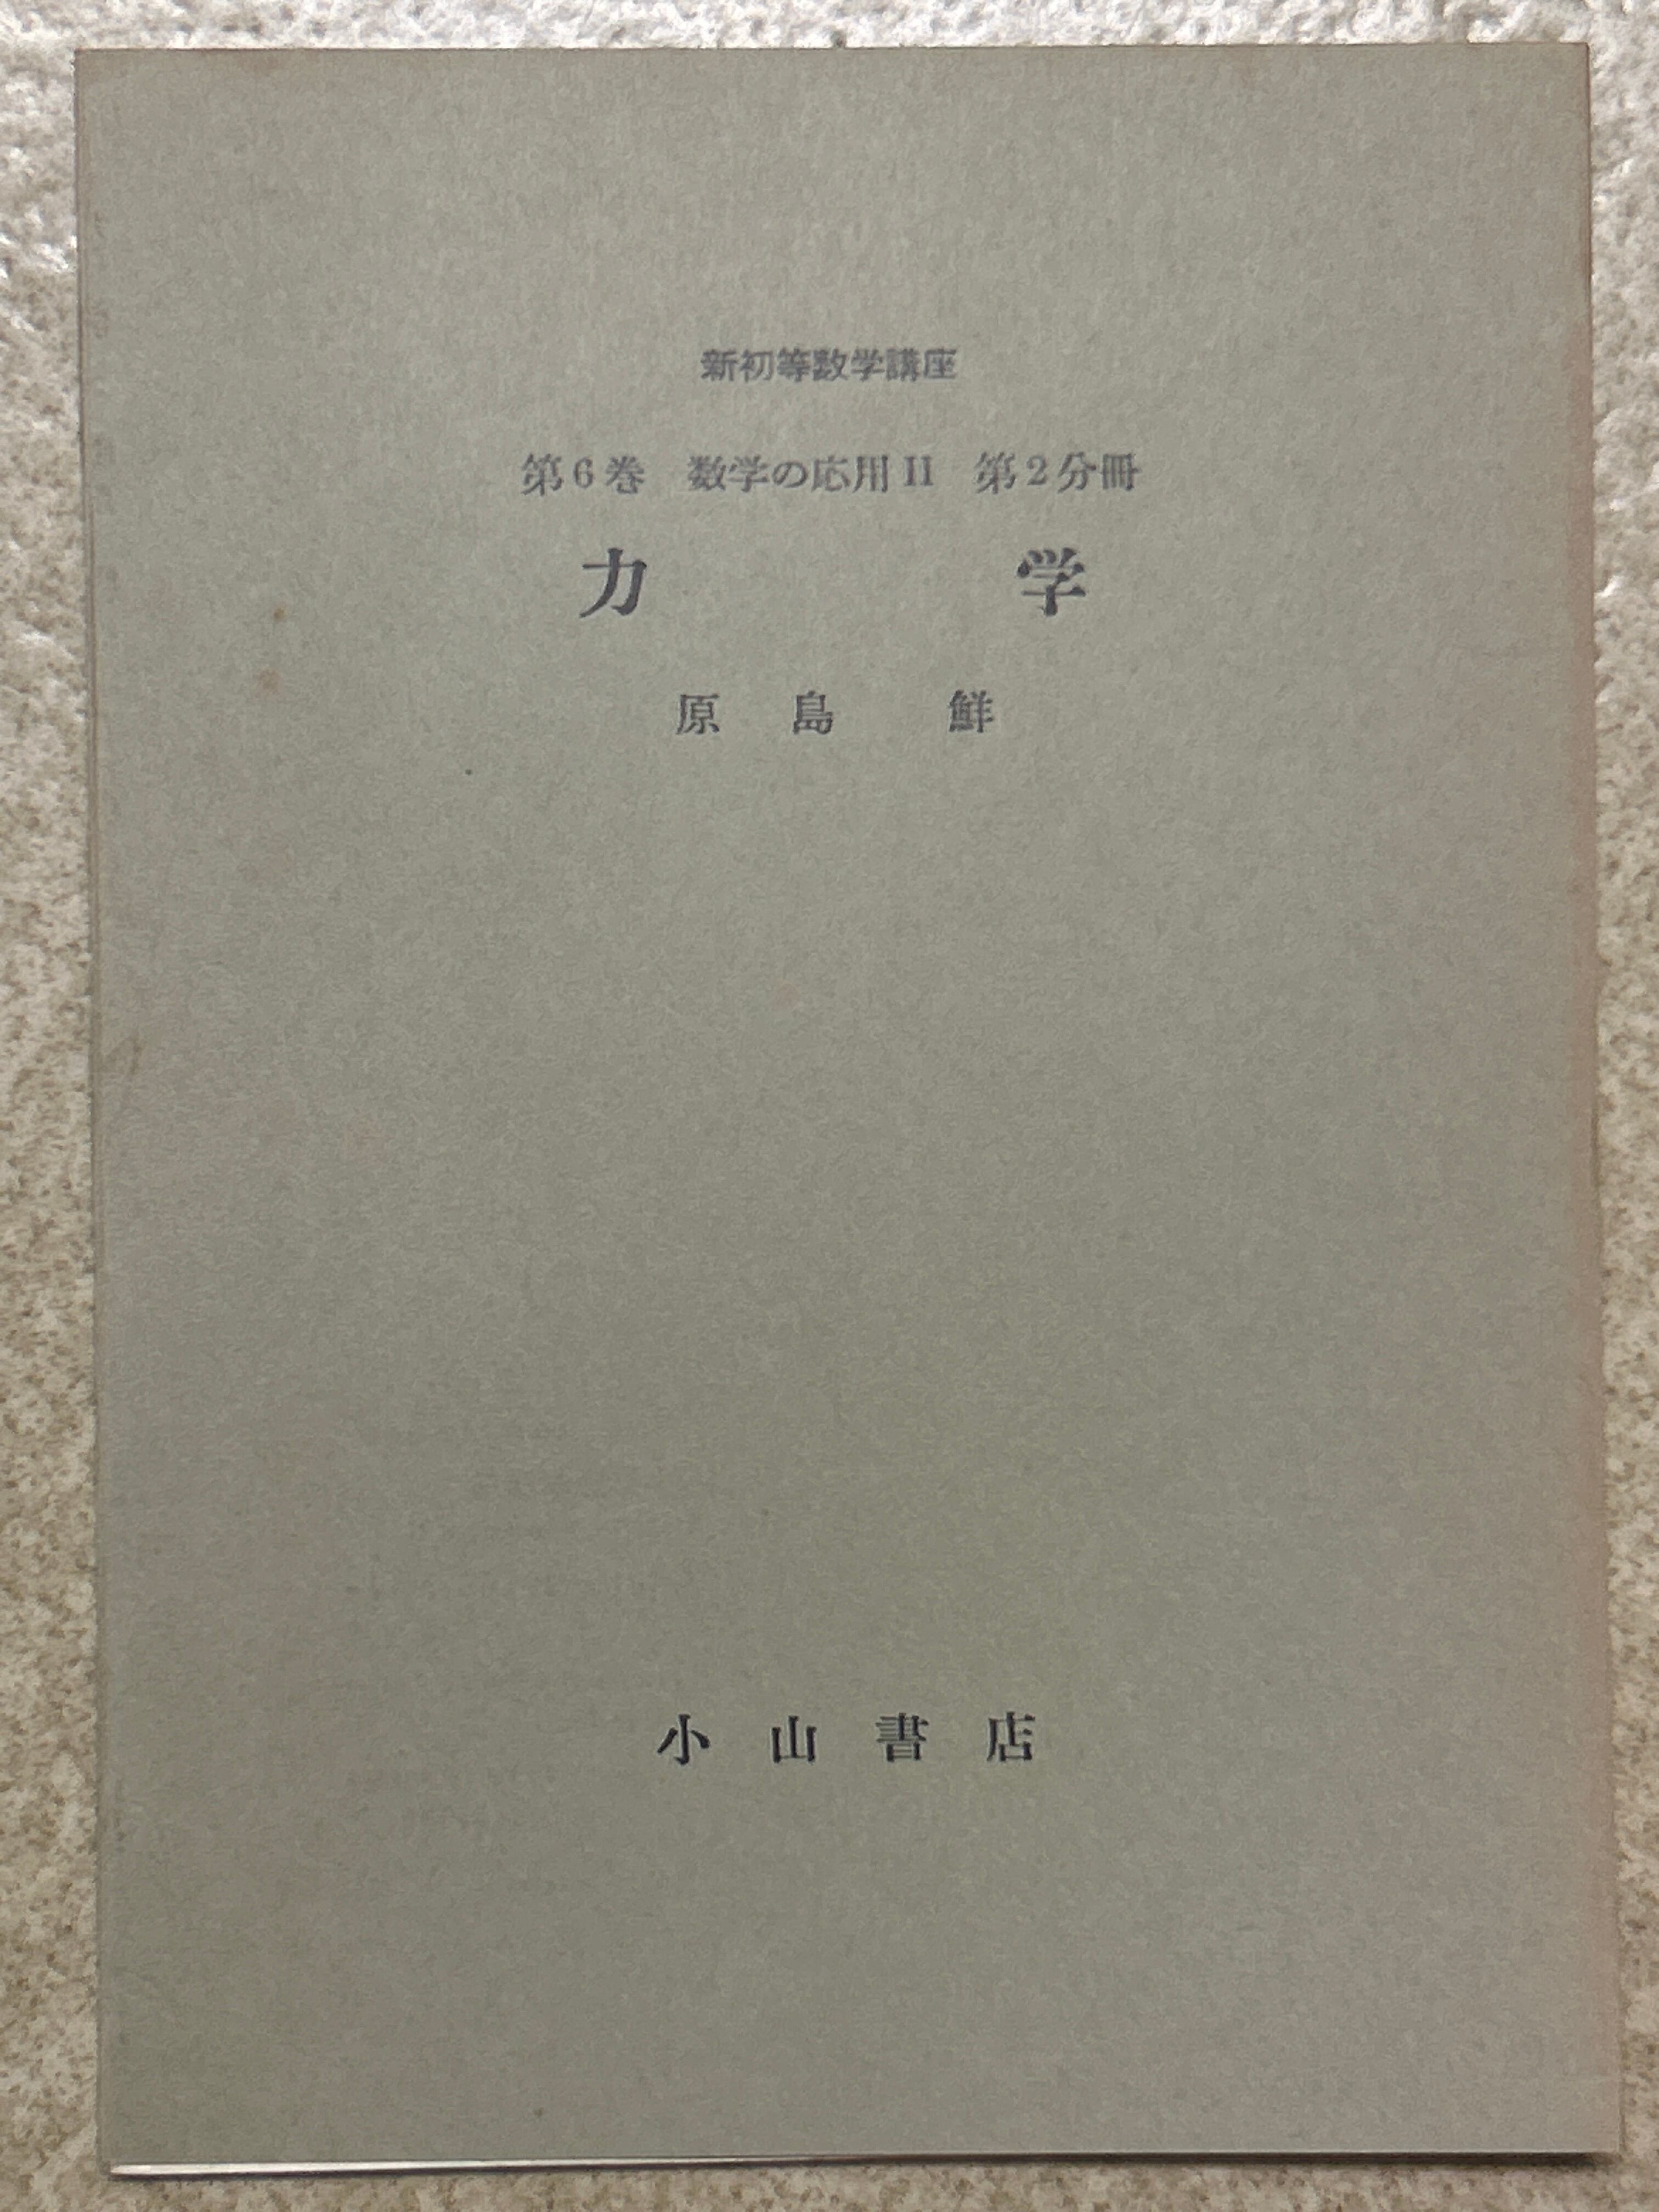 新初等数学講座
第6巻 数学の応用 II 第2分冊
力学
原島 鮮
小山書店